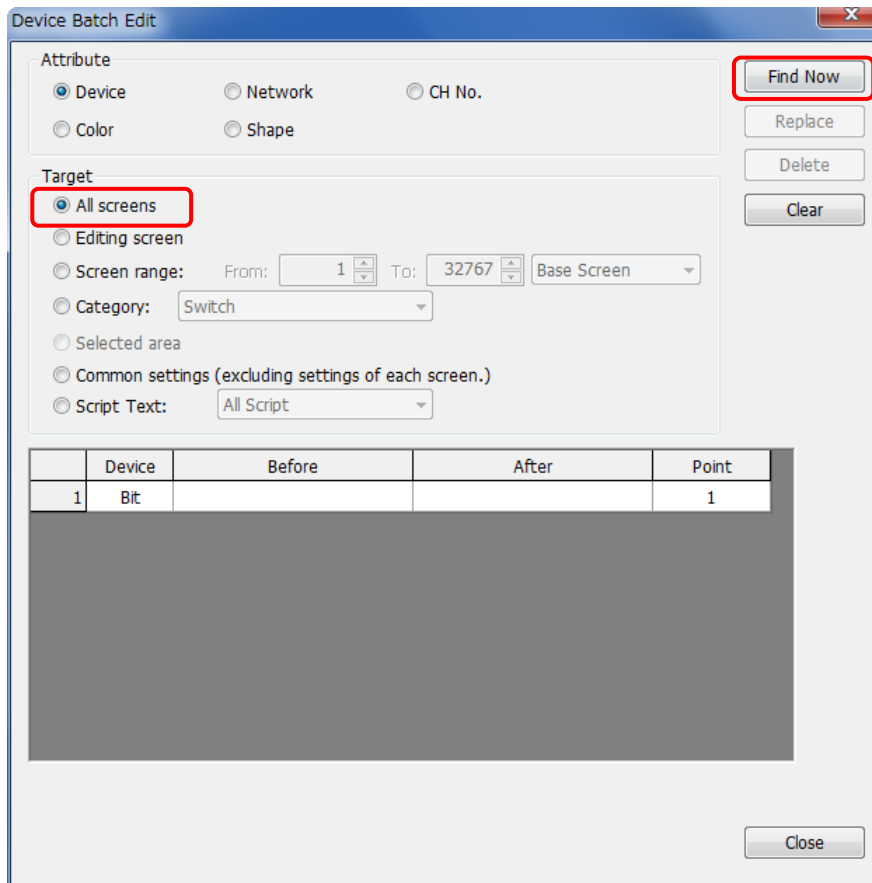 Device Batch Edit
Attribute
Device Network CH No.
Color Shape
Find Now
Replace
Delete
Clear
Target
All screens
Editing screen
Screen range: From: 1 To: 32767 Base Screen
Category: Switch
Selected area
Common settings (excluding settings of each screen.)
Script Text: All Script
Device Before After Point
1 Bit 1
Close